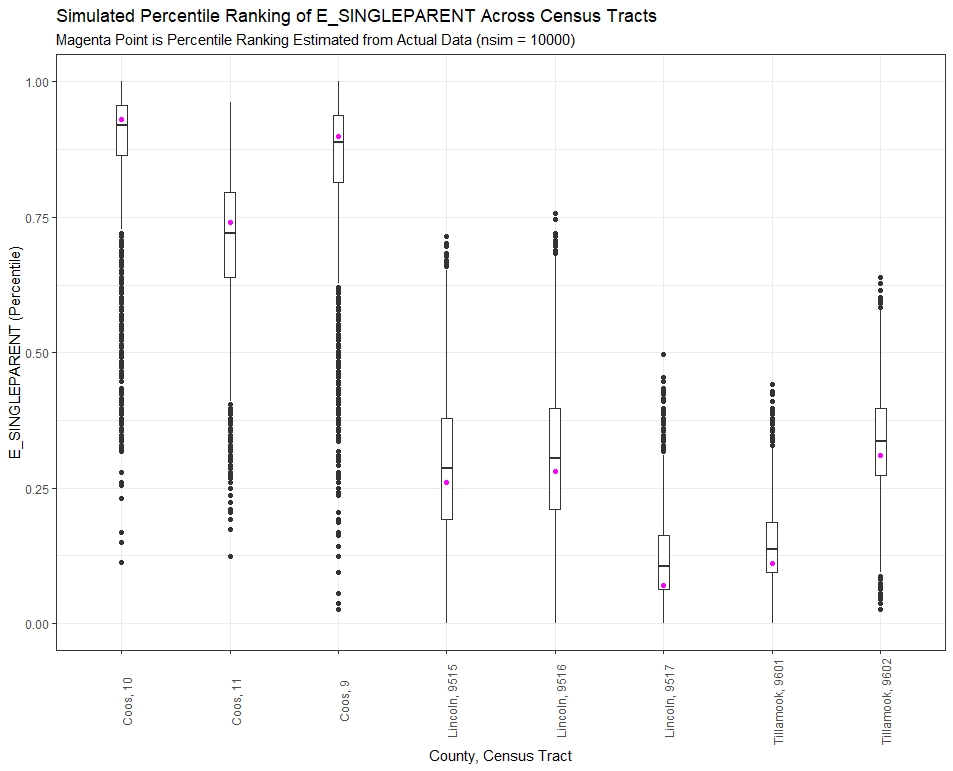 Simulated Percentile Ranking of E_SINGLEPARENT Across Census Tracts
Magenta Point is Percentile Ranking Estimated from Actual Data (nsim = 10000)
E_SINGLEPARENT (Percentile)
1.00
0.75
0.50
0.25
0.00
Coos, 10
Coos, 11
Coos, 9
Lincoln, 9515
Lincoln, 9516
Lincoln, 9517
Tillamook, 9601
Tillamook, 9602
County, Census Tract